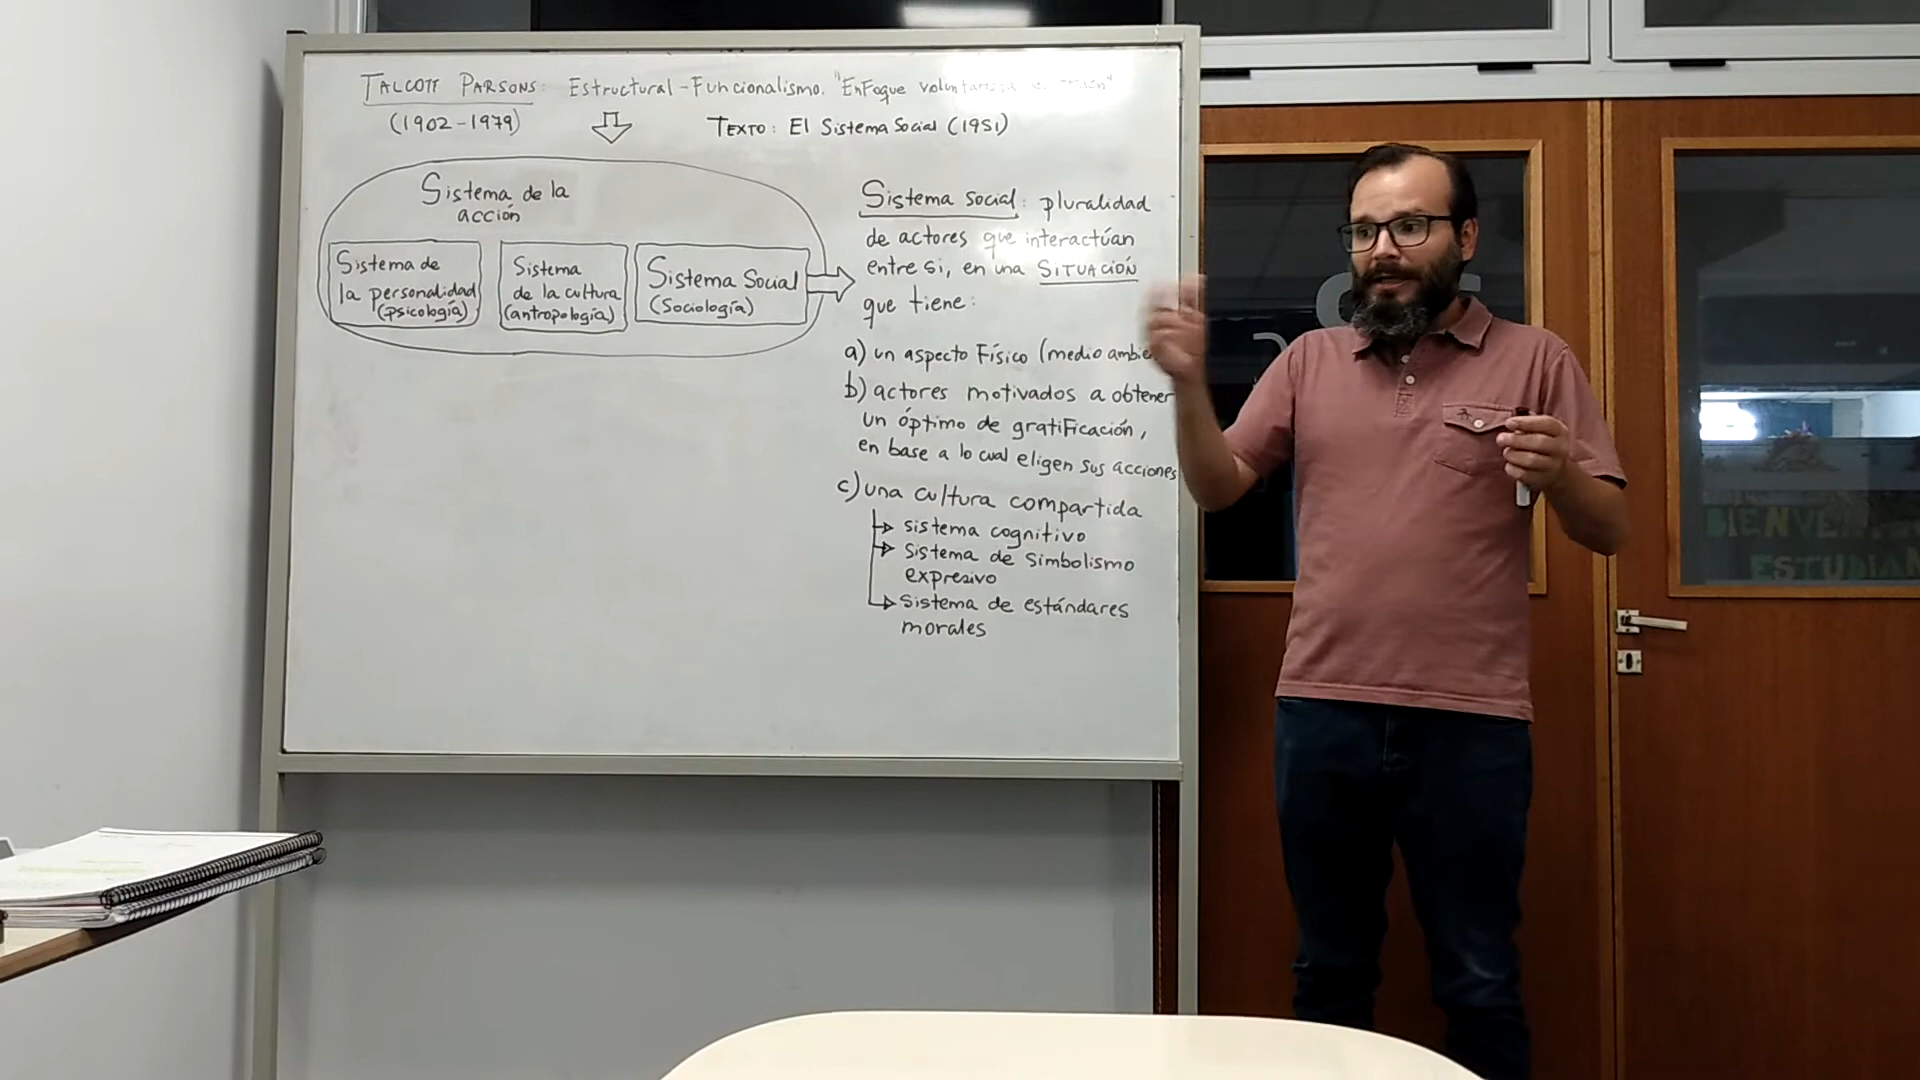 TALCOTT PARSONS: Estructural-Funcionalismo. "Enfoque
(1902-1979)
TEXTO: El Sistema Social (1951)
Sistema de la
acción
Sistema de
la personalidad
(psicología)
Sistema
de la cultura
(antropología)
Sistema Social
(Sociología)
Sistema social: pluralidad
de actores que interactúan
entre si, en una SITUACIÓN
que tiene:
a) un aspecto Físico (medio
b) actores motivados a obtener
un óptimo de gratificación,
en base a lo cual eligen sus acciones
c) una cultura compartida
sistema cognitivo
sistema de simbolismo
expresivo
sistema de estándares
morales